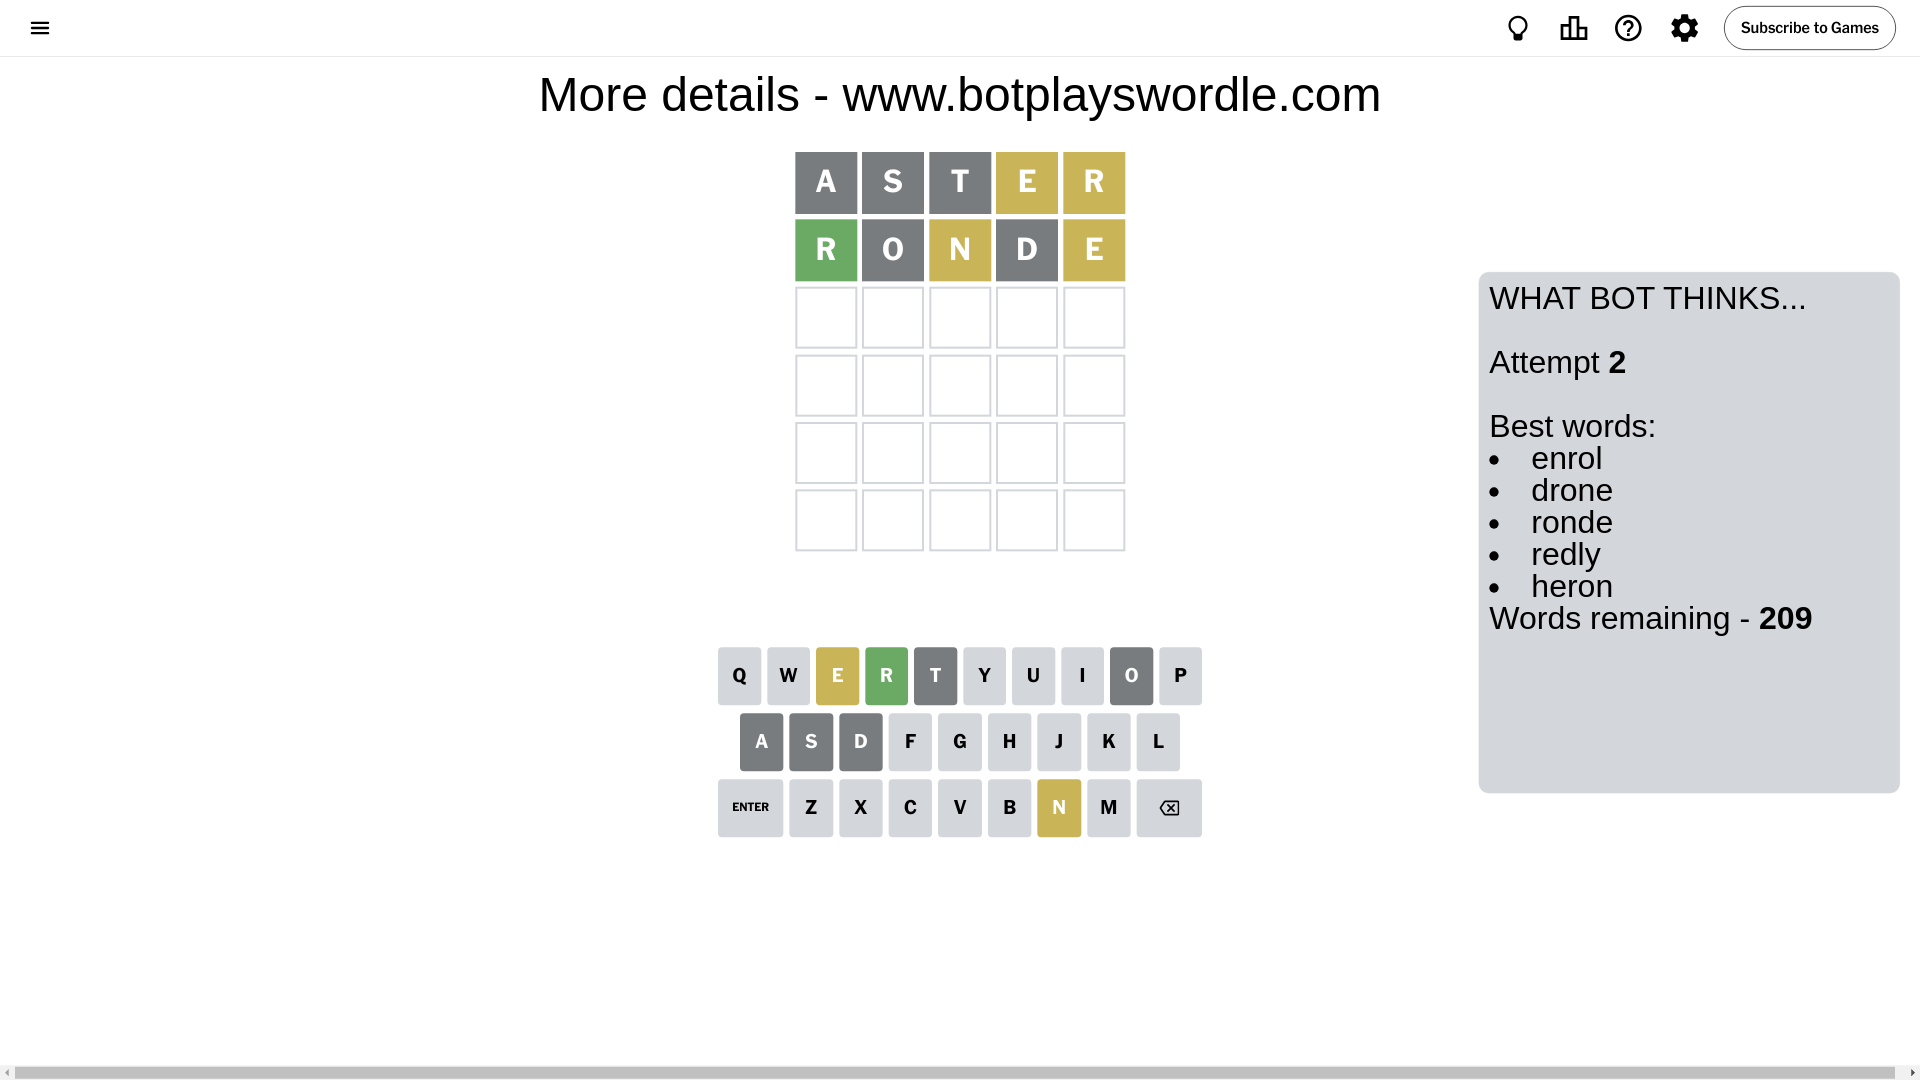 Subscribe to Games
More details - www.botplayswordle.com
A S T E R
R O N D E
WHAT BOT THINKS...
Attempt 2
Best words:
• enrol
• drone
• ronde
• redly
• heron
Words remaining - 209
Q W E R T Y U I O P
A S D F G H J K L
ENTER Z X C V B N M